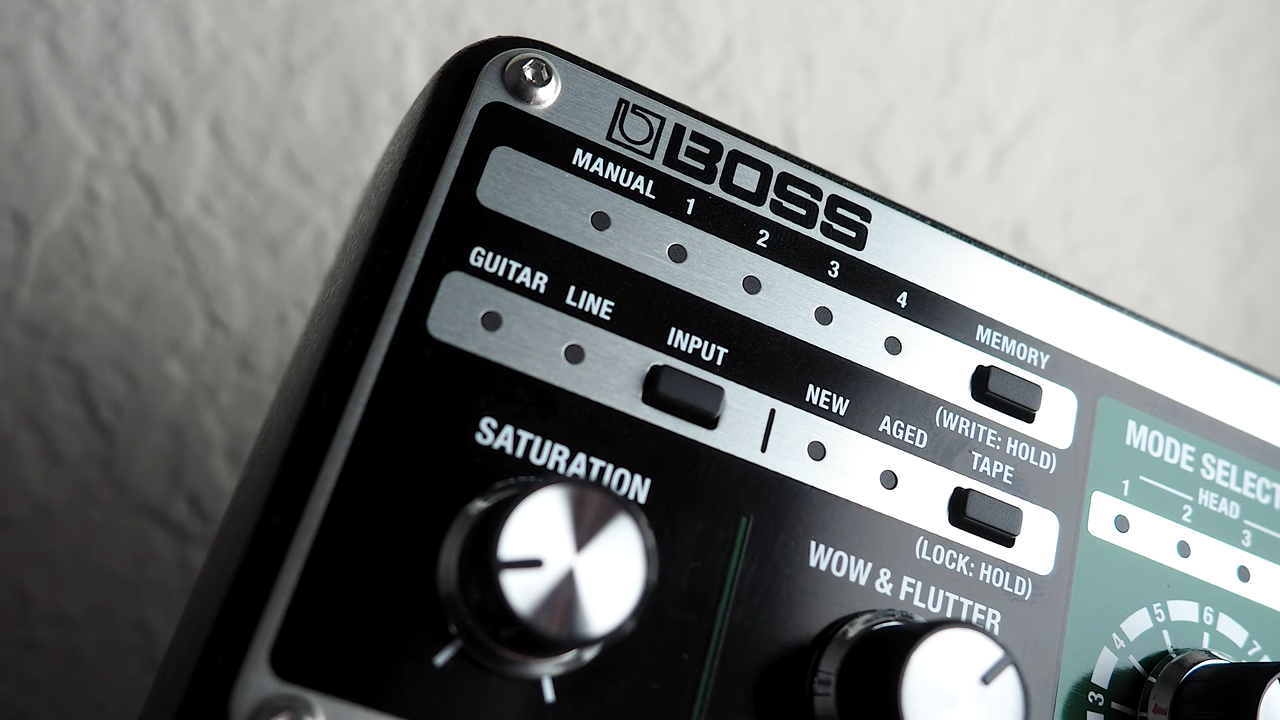 BOSS
MANUAL 1 2 3 4 MEMORY
(WRITE: HOLD)
GUITAR LINE INPUT NEW AGED TAPE
(LOCK: HOLD)
SATURATION
WOW & FLUTTER
MODE SELECT
1 HEAD 2 3
3 4 5 6 7